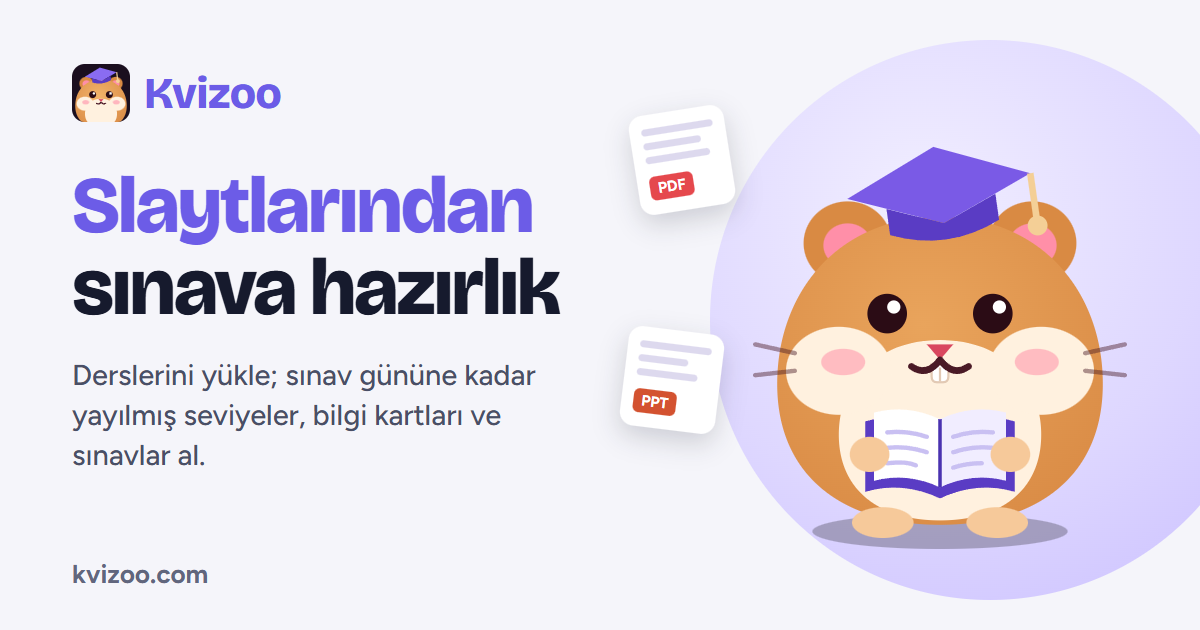 Kvizoo
Slaytlarından
sınava hazırlık
Derslerini yükle; sınav gününe kadar
yayılmış seviyeler, bilgi kartları ve
sınavlar al.
kvizoo.com
PDF
PPT